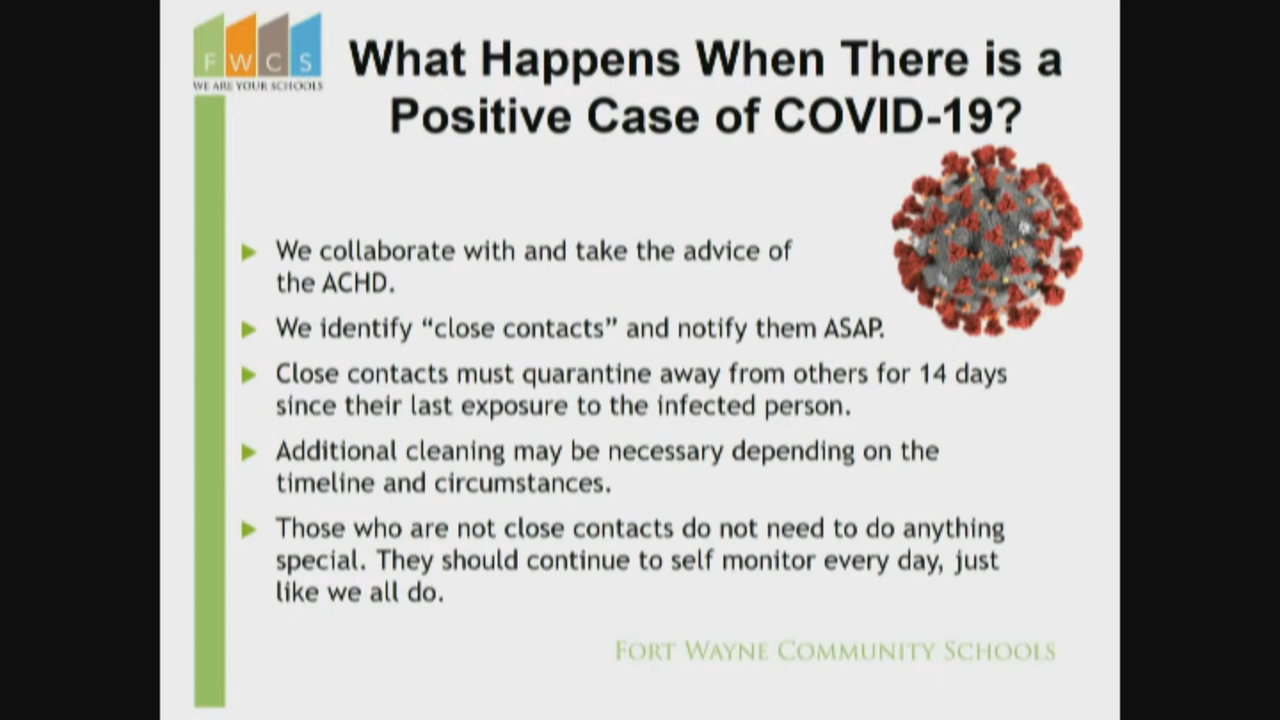 FWCS
WE ARE YOUR SCHOOLS
What Happens When There is a
Positive Case of COVID-19?
We collaborate with and take the advice of
the ACHD.
We identify “close contacts” and notify them ASAP.
Close contacts must quarantine away from others for 14 days
since their last exposure to the infected person.
Additional cleaning may be necessary depending on the
timeline and circumstances.
Those who are not close contacts do not need to do anything
special. They should continue to self monitor every day, just
like we all do.
FORT WAYNE COMMUNITY SCHOOLS